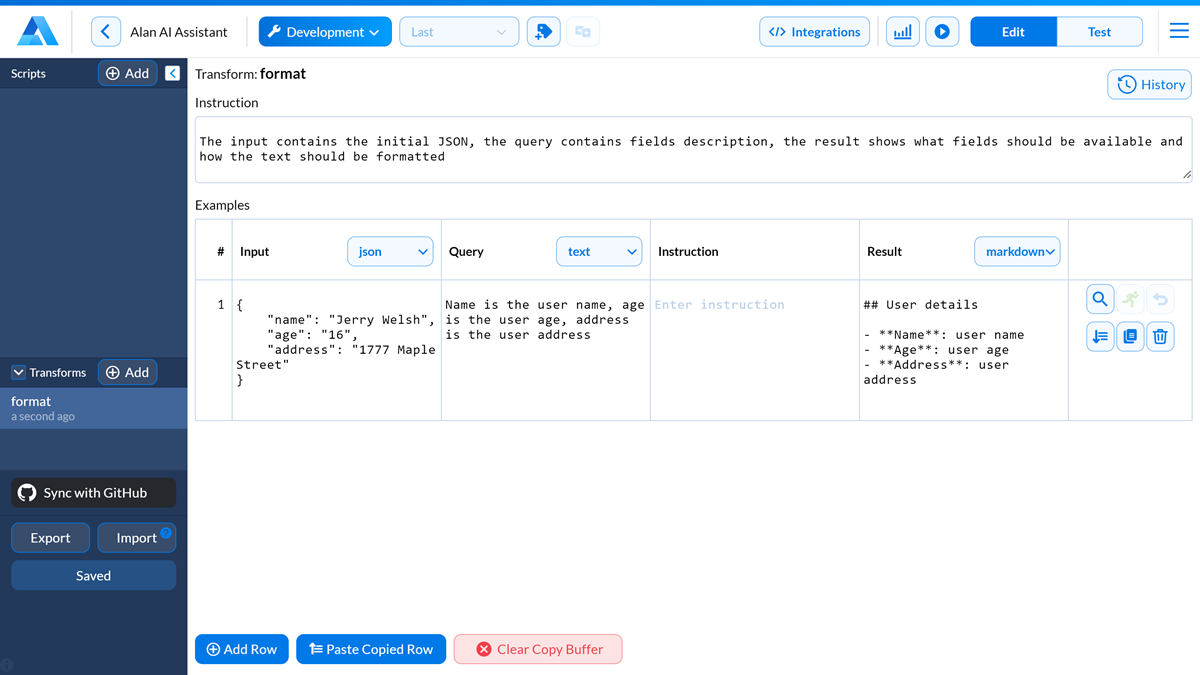 Alan AI Assistant
Development
Last
Integrations
Edit
Test
Scripts
Add
Transform: format
History
Instruction
The input contains the initial JSON, the query contains fields description, the result shows what fields should be available and
how the text should be formatted
Examples
#
Input
json
Query
text
Instruction
Result
markdown
1
{
"name": "Jerry Welsh",
"age": "16",
"address": "1777 Maple
Street"
}
Name is the user name, age
is the user age, address
is the user address
Enter instruction
## User details
- **Name**: user name
- **Age**: user age
- **Address**: user
address
Transforms
Add
format
a second ago
Sync with GitHub
Export
Import
?
Saved
Add Row
Paste Copied Row
Clear Copy Buffer